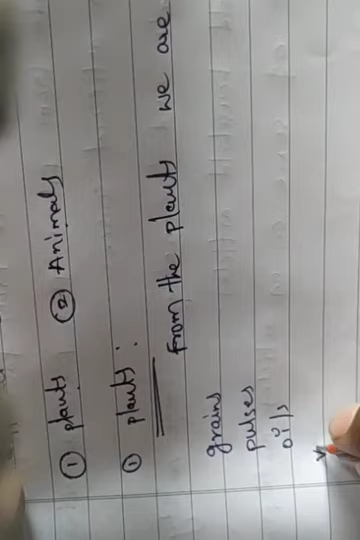 ① plants ② Animals
① plants :
From the plants we are
grains
pulses
oils